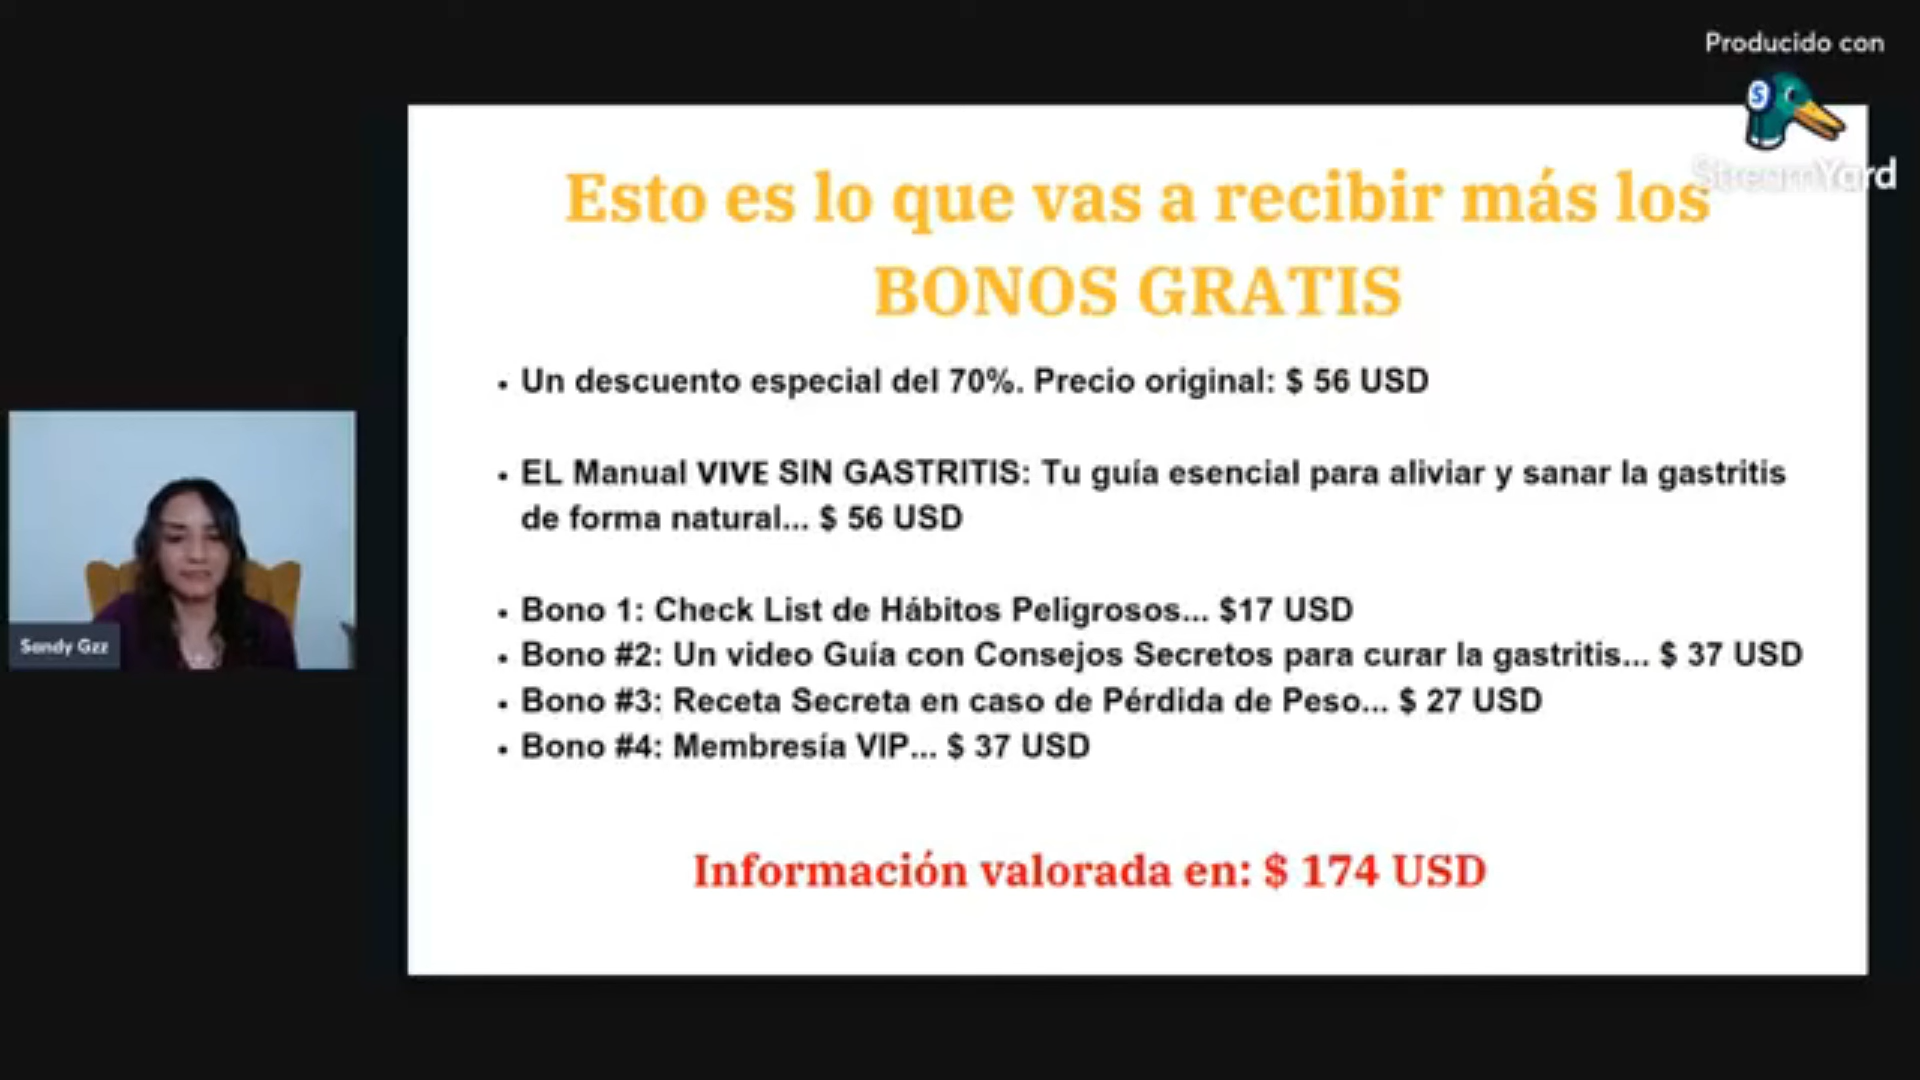 Producido con
StreamYard
Esto es lo que vas a recibir más los
BONOS GRATIS
• Un descuento especial del 70%. Precio original: $ 56 USD
• EL Manual VIVE SIN GASTRITIS: Tu guía esencial para aliviar y sanar la gastritis
de forma natural... $ 56 USD
• Bono 1: Check List de Hábitos Peligrosos... $17 USD
• Bono #2: Un video Guía con Consejos Secretos para curar la gastritis... $ 37 USD
• Bono #3: Receta Secreta en caso de Pérdida de Peso... $ 27 USD
• Bono #4: Membresía VIP... $ 37 USD
Sandy Gzz
Información valorada en: $ 174 USD